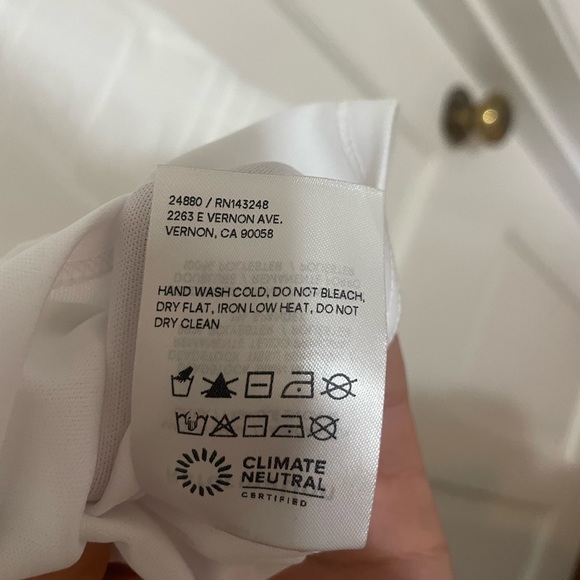 24880 / RN143248
2263 E VERNON AVE.
VERNON, CA 90058
HAND WASH COLD, DO NOT BLEACH,
DRY FLAT, IRON LOW HEAT, DO NOT
DRY CLEAN
CLIMATE
NEUTRAL
CERTIFIED